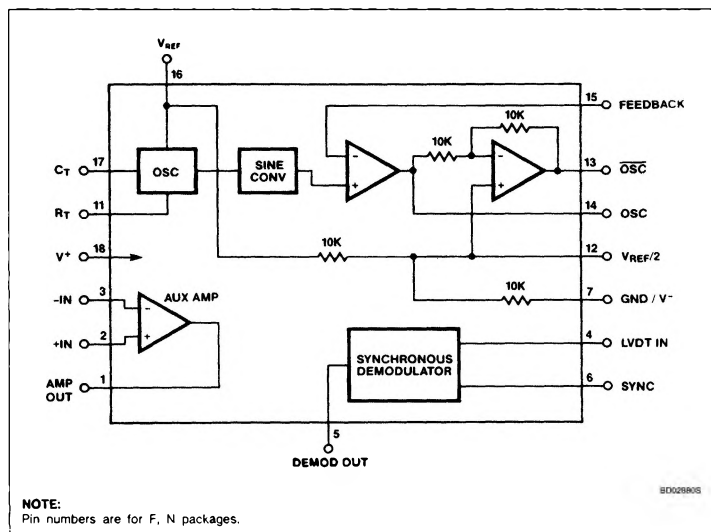 VREF
16
15
FEEDBACK
10K
10K
CT
17
OSC
SINE
CONV
-
+
-
+
13
OSC
RT
11
14
OSC
V+
18
10K
12
VREF/2
-IN
3
AUX AMP
-
+
10K
7
GND / V-
+IN
2
SYNCHRONOUS
DEMODULATOR
4
LVDT IN
AMP
OUT
1
6
SYNC
5
DEMOD OUT
BD02880S
NOTE:
Pin numbers are for F, N packages.